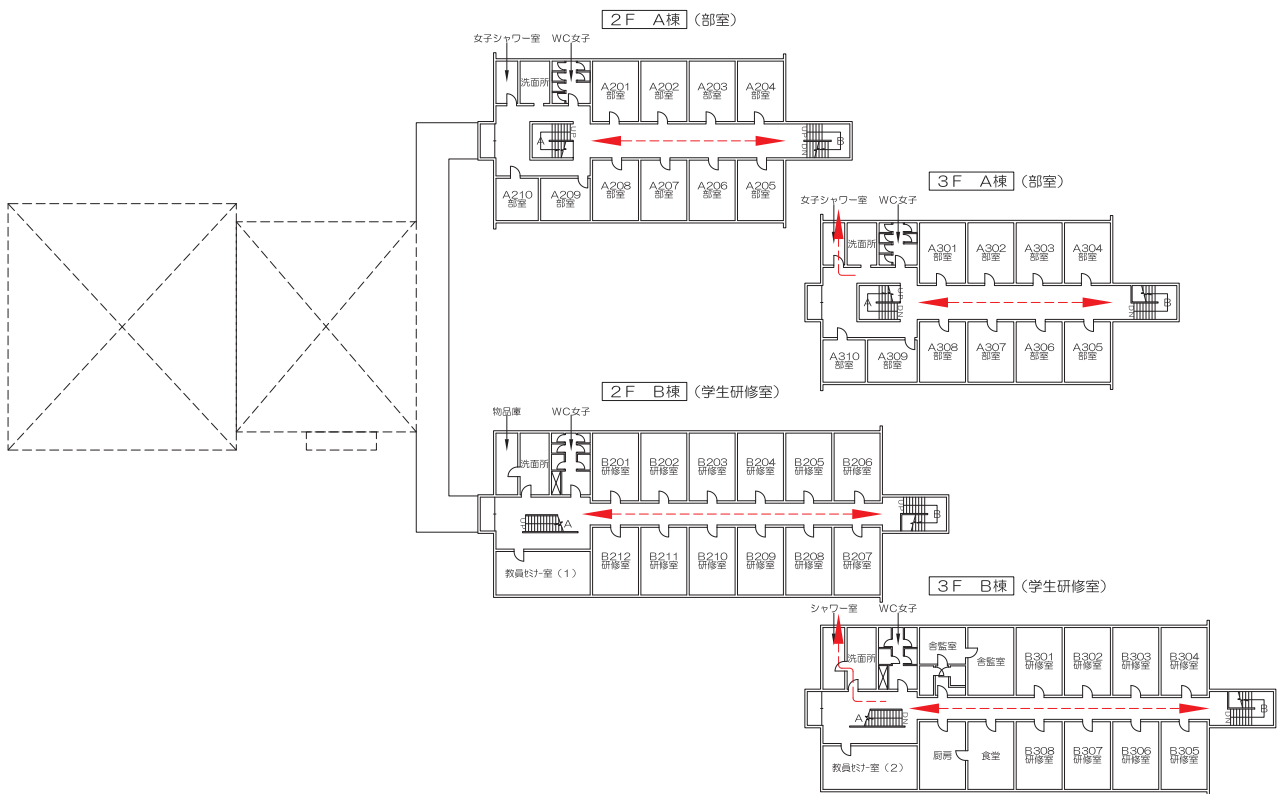 ２Ｆ　Ａ棟（部室）
女子シャワー室
ＷＣ女子
洗面所
A201
部室
A202
部室
A203
部室
A204
部室
A
UP
UP
DN
B
A210
部室
A209
部室
A208
部室
A207
部室
A206
部室
A205
部室
３Ｆ　Ａ棟（部室）
女子シャワー室
ＷＣ女子
洗面所
A301
部室
A302
部室
A303
部室
A304
部室
A
UP
DN
DN
B
A310
部室
A309
部室
A308
部室
A307
部室
A306
部室
A305
部室
２Ｆ　Ｂ棟（学生研修室）
物品庫
ＷＣ女子
洗面所
B201
研修室
B202
研修室
B203
研修室
B204
研修室
B205
研修室
B206
研修室
UP
A
UP
B
教員ｾﾐﾅｰ室（1）
B212
研修室
B211
研修室
B210
研修室
B209
研修室
B208
研修室
B207
研修室
３Ｆ　Ｂ棟（学生研修室）
シャワー室
ＷＣ女子
洗面所
舎監室
舎監室
B301
研修室
B302
研修室
B303
研修室
B304
研修室
A
DN
DN
B
教員ｾﾐﾅｰ室（2）
厨房
食堂
B308
研修室
B307
研修室
B306
研修室
B305
研修室